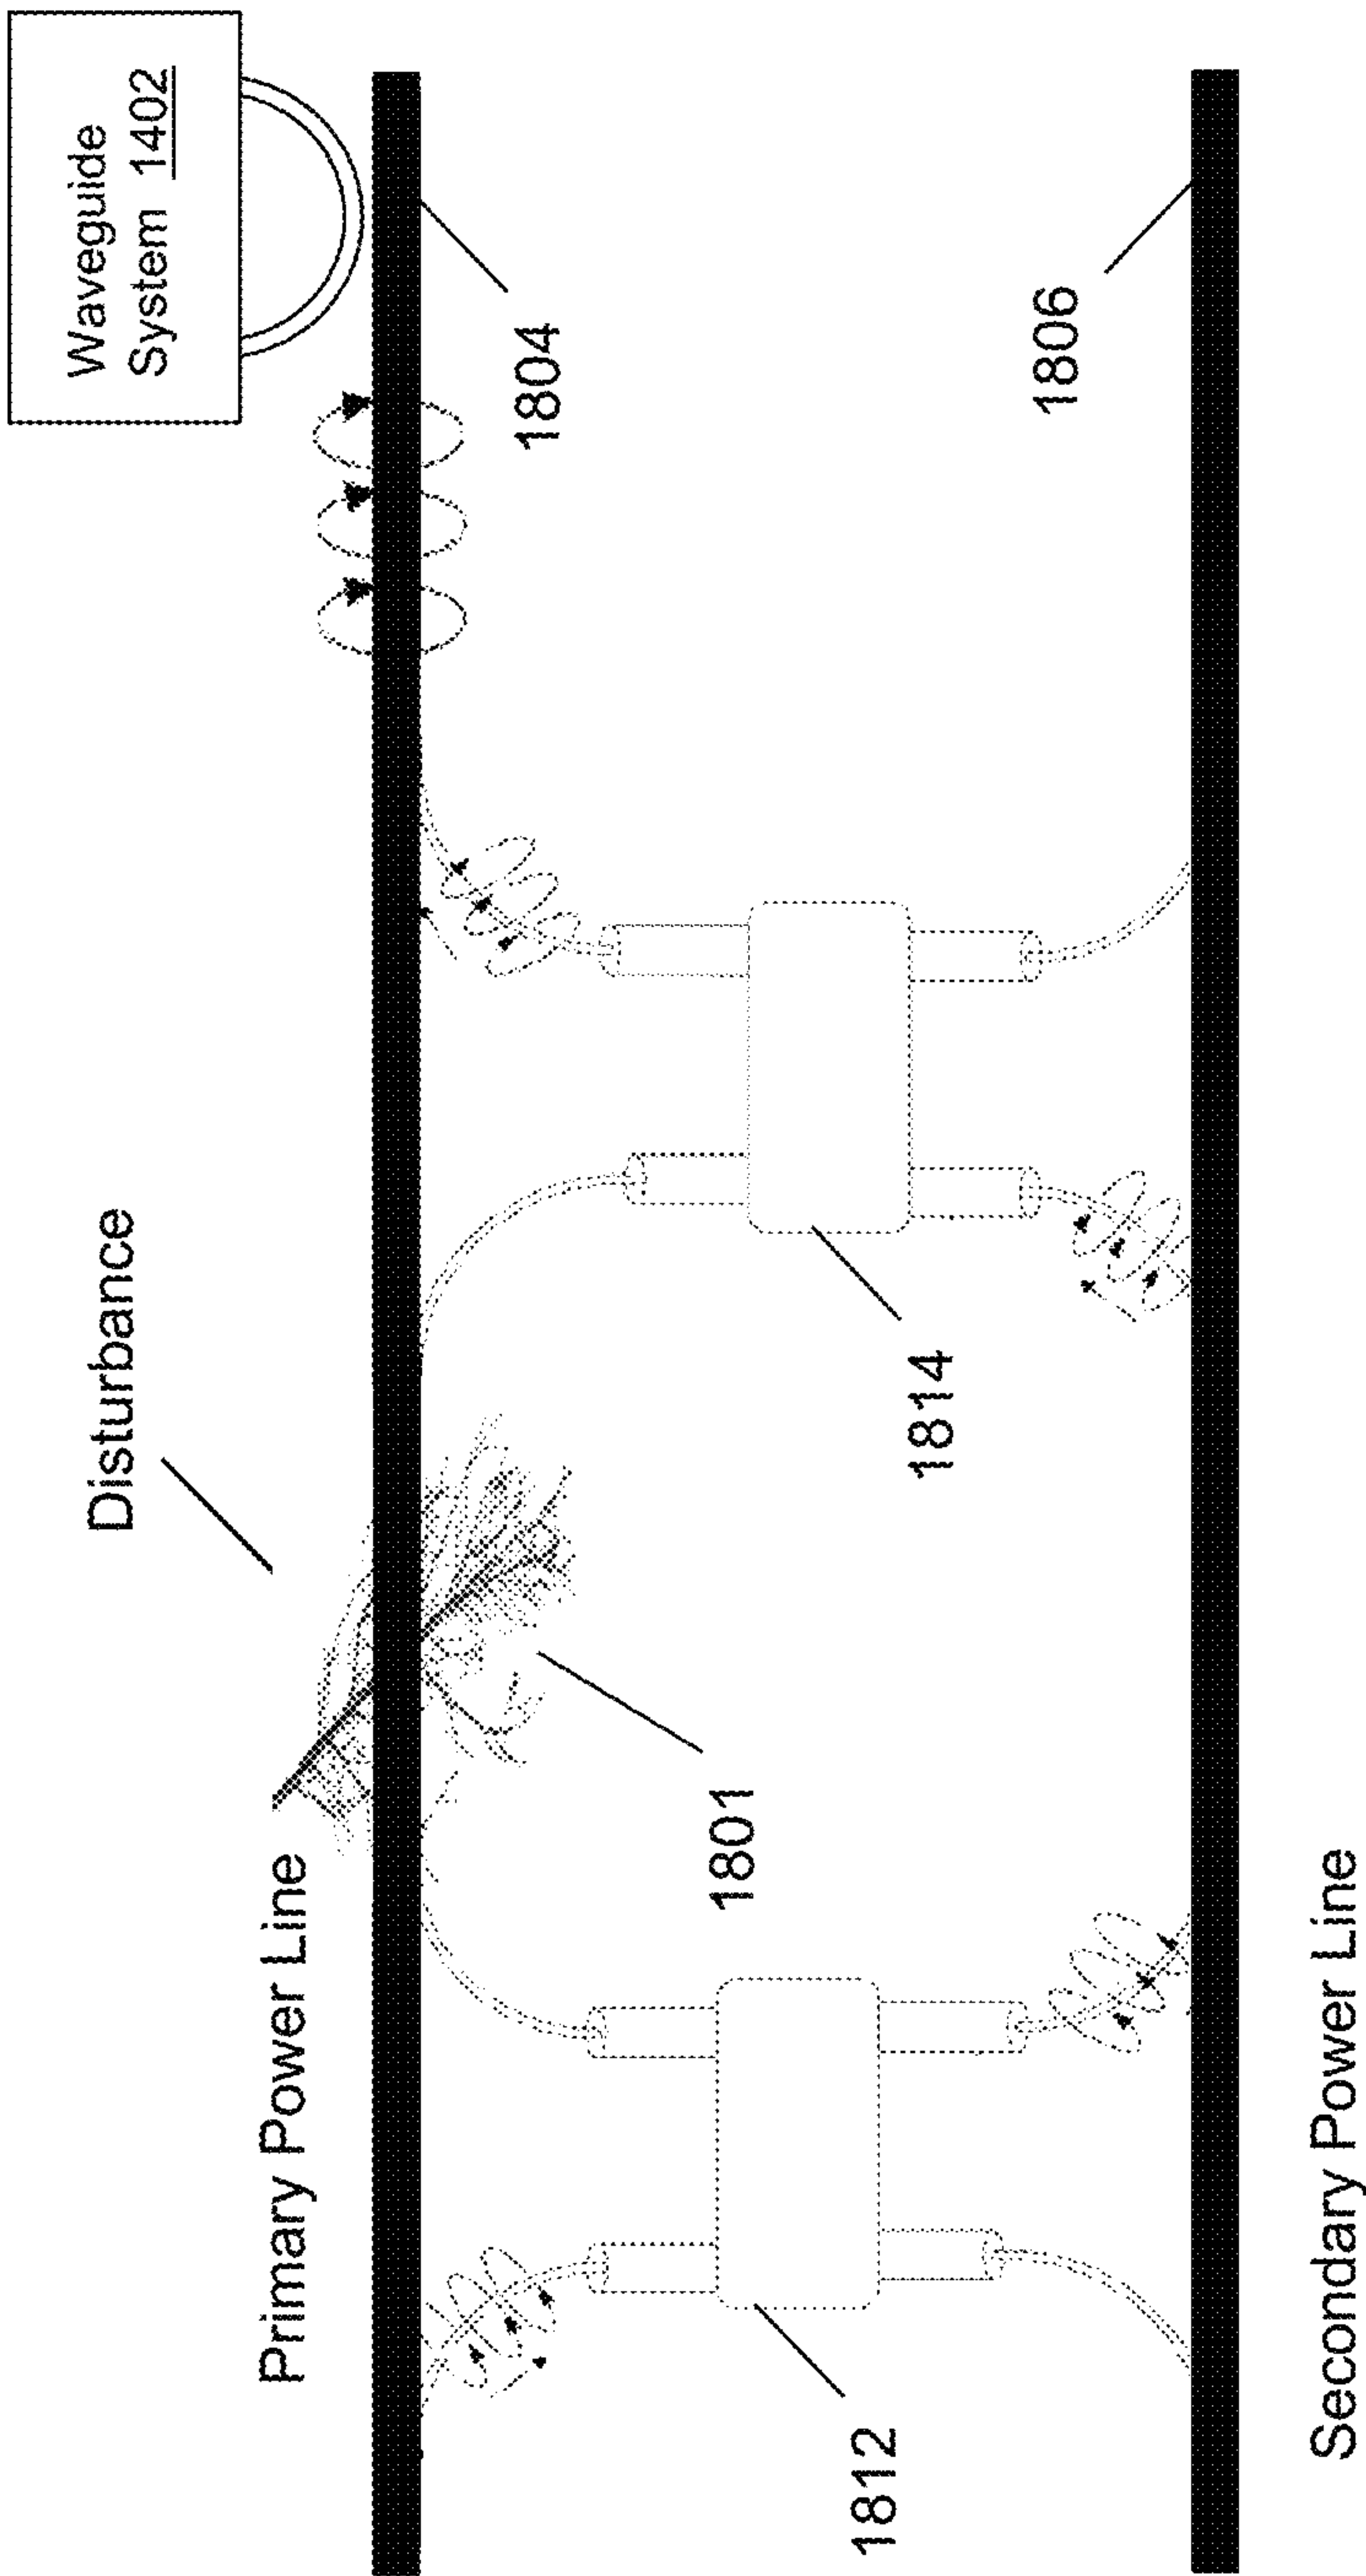 Waveguide
System 1402
Disturbance
Primary Power Line
1804
1801
1814
1812
1806
Secondary Power Line